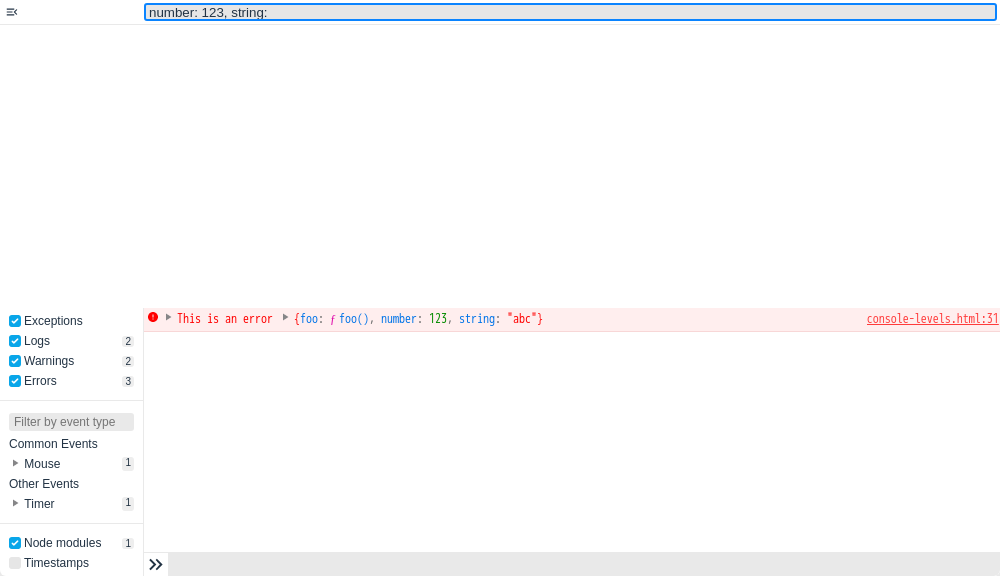 number: 123, string:
Exceptions
Logs 2
Warnings 2
Errors 3
Filter by event type
Common Events
Mouse 1
Other Events
Timer 1
Node modules 1
Timestamps
This is an error {foo: ƒ foo(), number: 123, string: "abc"} console-levels.html:31